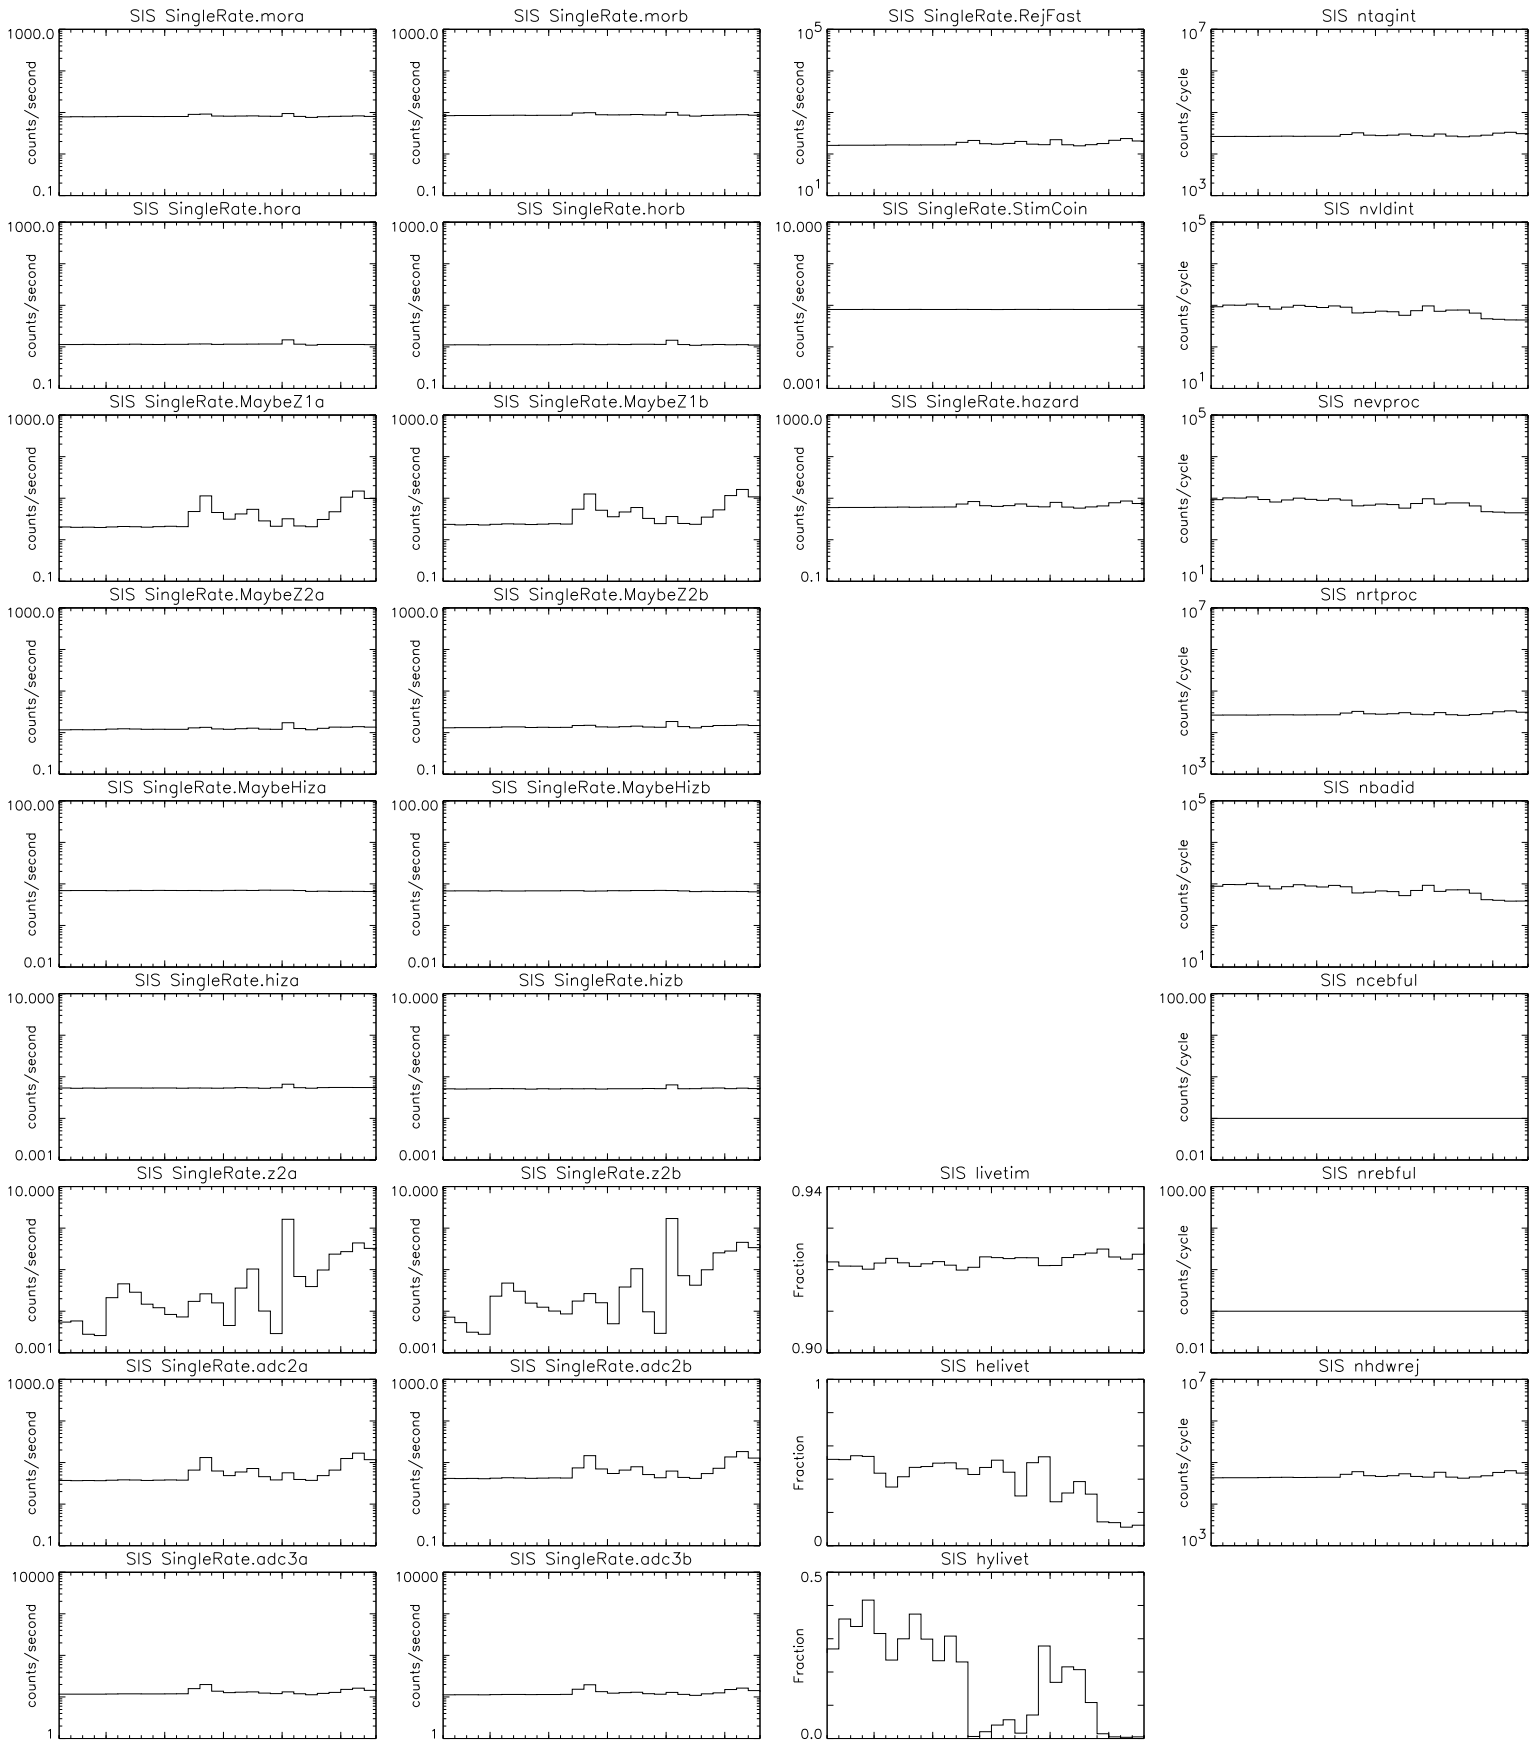 SIS SingleRate.mora
1000.0
counts/second
0.1
SIS SingleRate.morb
1000.0
counts/second
0.1
SIS SingleRate.RejFast
10^5
counts/second
10^1
SIS ntagint
10^7
counts/cycle
10^3
SIS SingleRate.hora
1000.0
counts/second
0.1
SIS SingleRate.horb
1000.0
counts/second
0.1
SIS SingleRate.StimCoin
10.000
counts/second
0.001
SIS nvldint
10^5
counts/cycle
10^1
SIS SingleRate.MaybeZ1a
1000.0
counts/second
0.1
SIS SingleRate.MaybeZ1b
1000.0
counts/second
0.1
SIS SingleRate.hazard
1000.0
counts/second
0.1
SIS nevproc
10^5
counts/cycle
10^1
SIS SingleRate.MaybeZ2a
1000.0
counts/second
0.1
SIS SingleRate.MaybeZ2b
1000.0
counts/second
0.1
SIS nrtproc
10^7
counts/cycle
10^3
SIS SingleRate.MaybeHiza
100.00
counts/second
0.01
SIS SingleRate.MaybeHizb
100.00
counts/second
0.01
SIS nbadid
10^5
counts/cycle
10^1
SIS SingleRate.hiza
10.000
counts/second
0.001
SIS SingleRate.hizb
10.000
counts/second
0.001
SIS ncebful
100.00
counts/cycle
0.01
SIS SingleRate.z2a
10.000
counts/second
0.001
SIS SingleRate.z2b
10.000
counts/second
0.001
SIS livetim
0.94
Fraction
0.90
SIS nrebful
100.00
counts/cycle
0.01
SIS SingleRate.adc2a
1000.0
counts/second
0.1
SIS SingleRate.adc2b
1000.0
counts/second
0.1
SIS helivet
1
Fraction
0
SIS nhdwrej
10^7
counts/cycle
10^3
SIS SingleRate.adc3a
10000
counts/second
1
SIS SingleRate.adc3b
10000
counts/second
1
SIS hylivet
0.5
Fraction
0.0